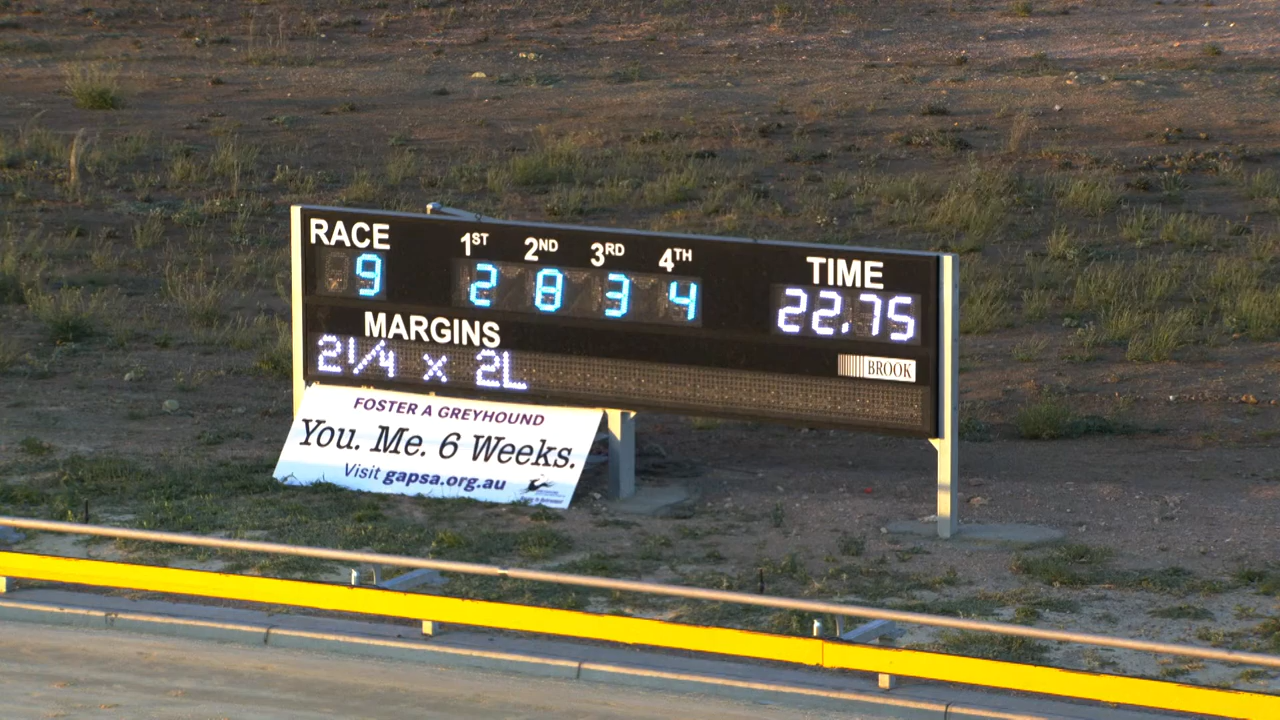 RACE 1ST 2ND 3RD 4TH TIME
9 2 8 3 4 22.75
MARGINS
2 1/4 x 2L
BROOK
FOSTER A GREYHOUND
You. Me. 6 Weeks.
Visit gapsa.org.au